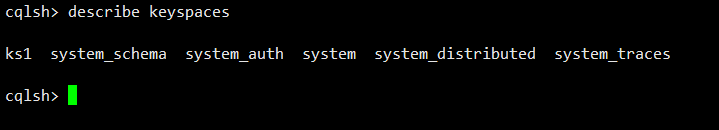 cqlsh> describe keyspaces
ks1  system_schema  system_auth  system  system_distributed  system_traces
cqlsh>